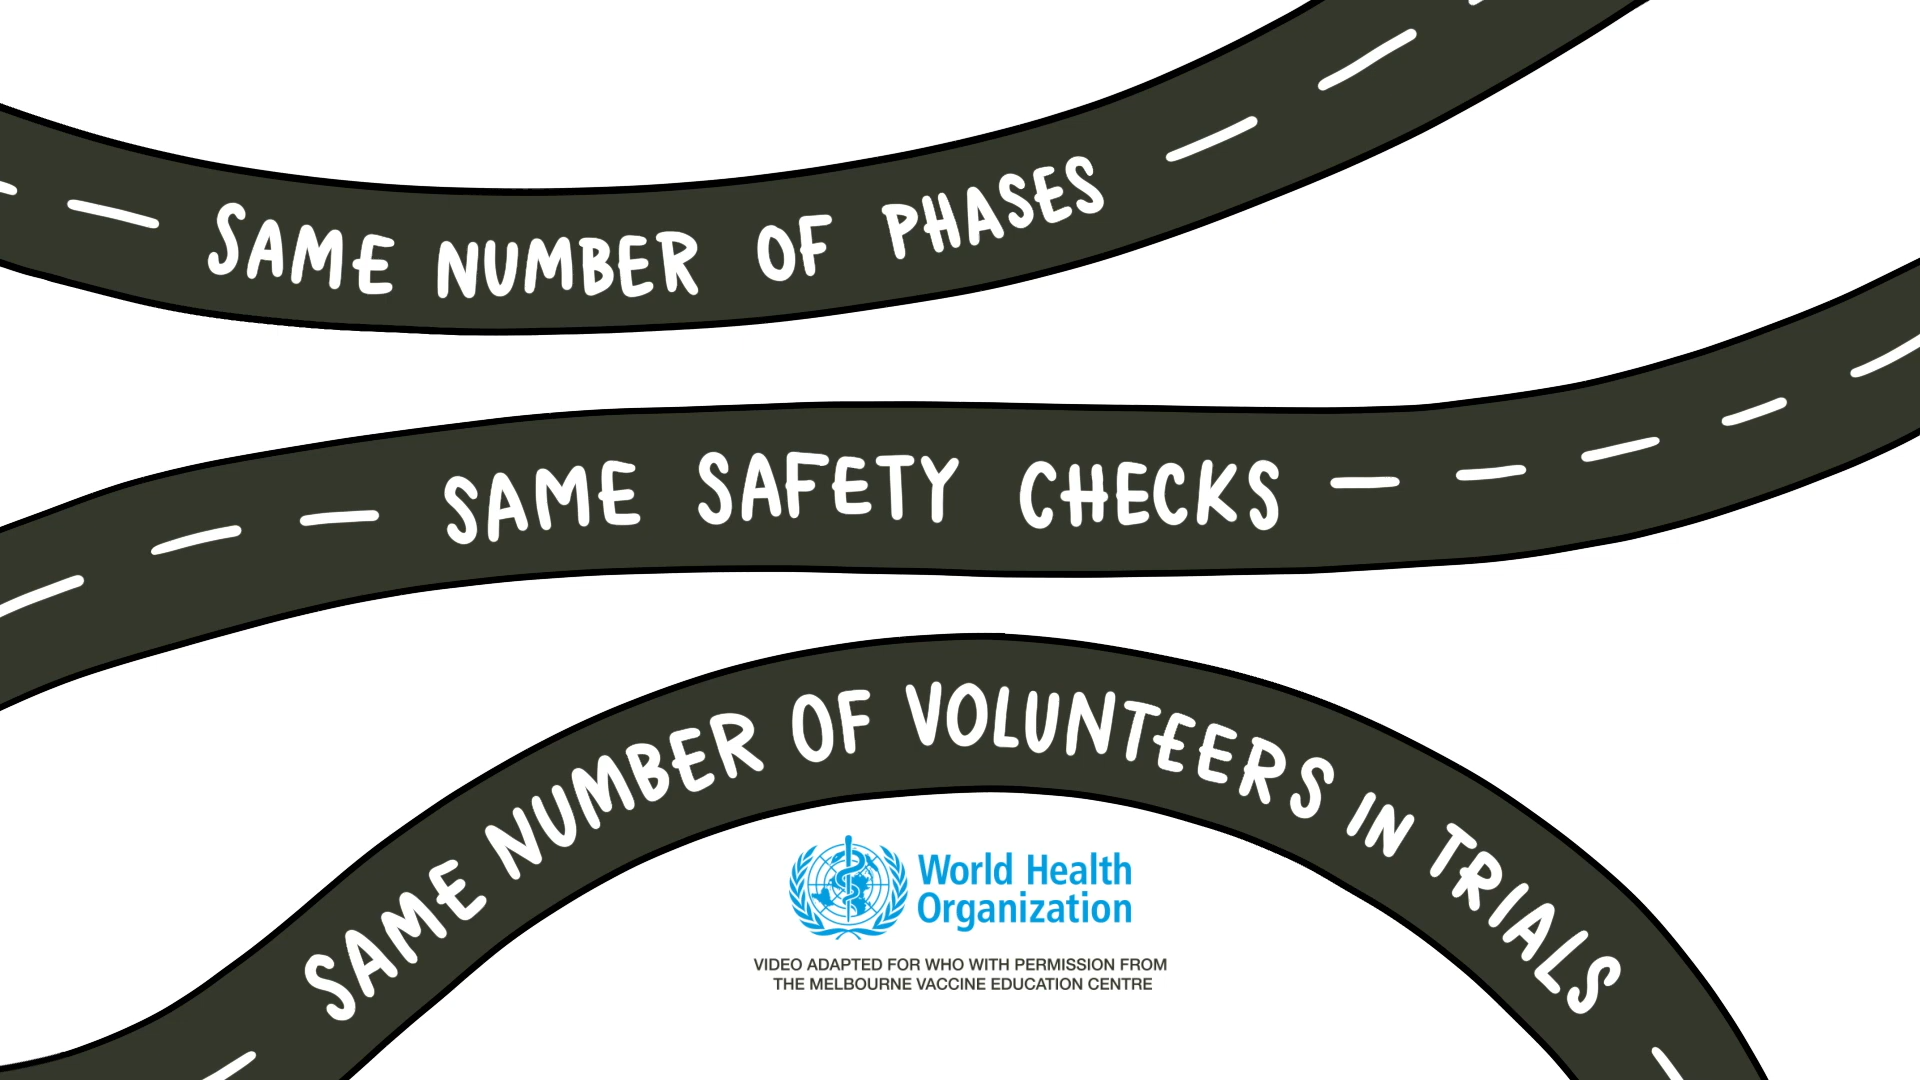 SAME NUMBER OF PHASES
SAME SAFETY CHECKS
SAME NUMBER OF VOLUNTEERS IN TRIALS
World Health
Organization
VIDEO ADAPTED FOR WHO WITH PERMISSION FROM
THE MELBOURNE VACCINE EDUCATION CENTRE